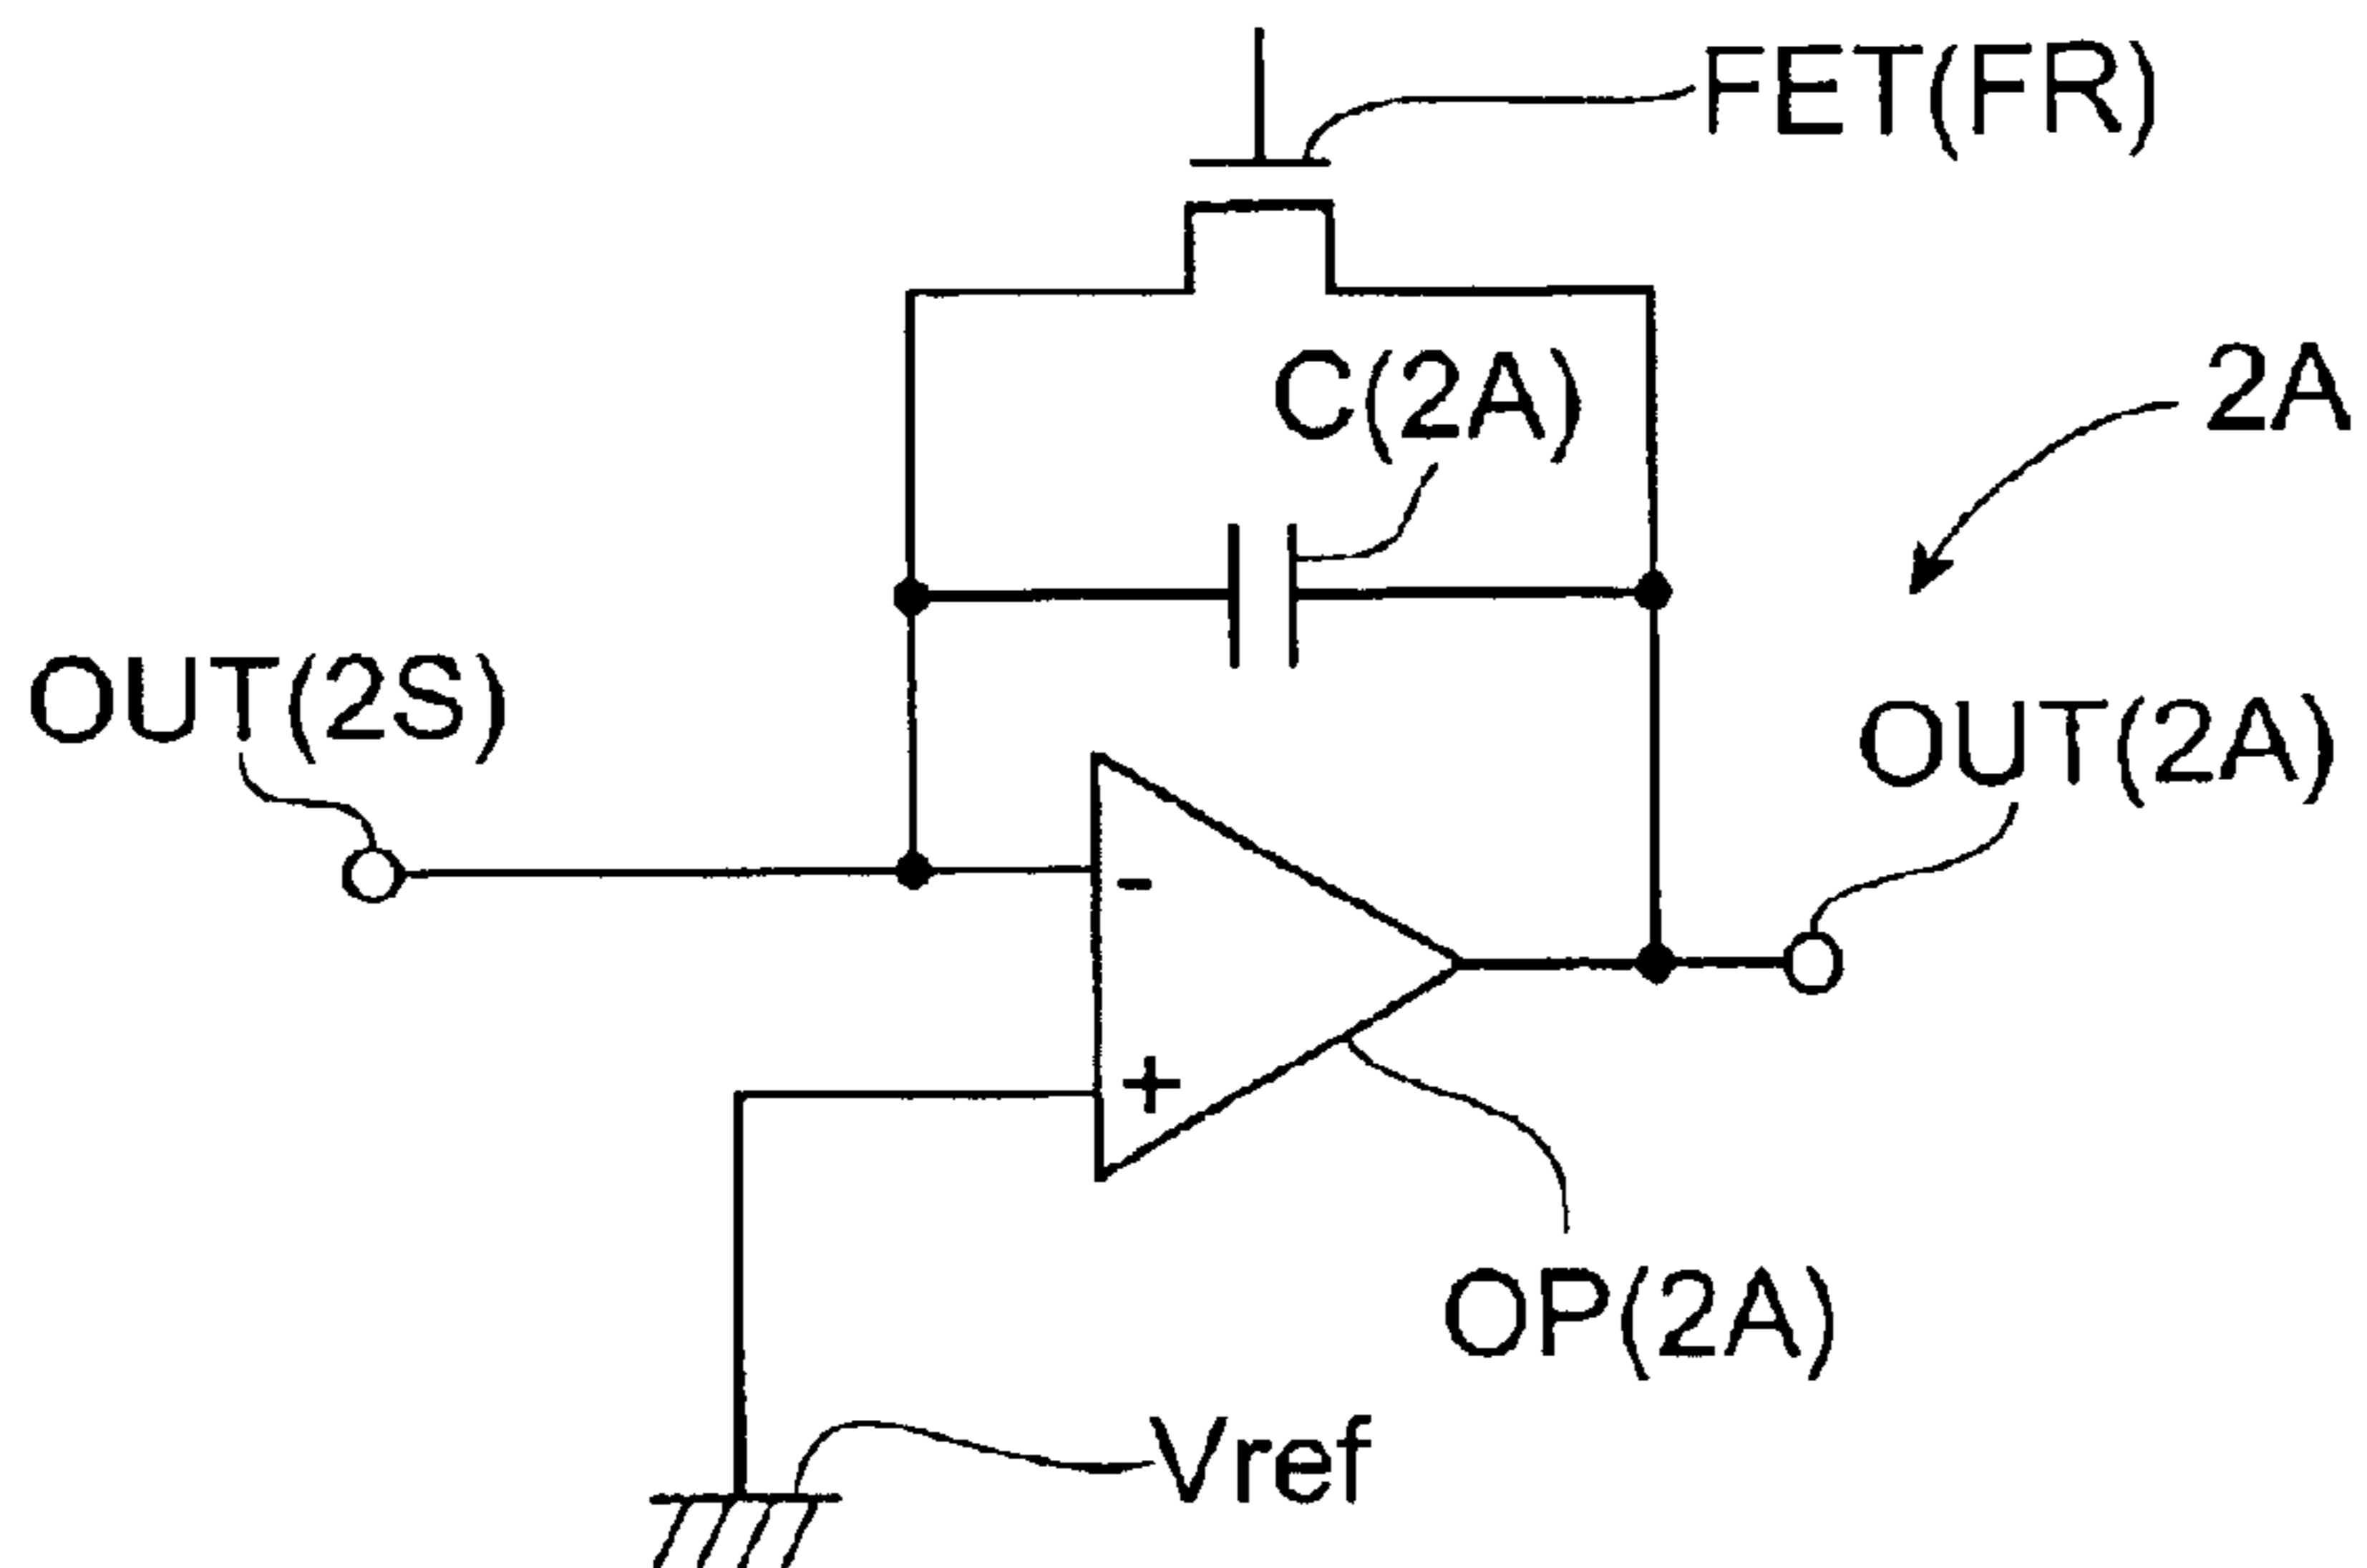 FET(FR)
C(2A)
2A
OUT(2S)
OUT(2A)
-
+
OP(2A)
Vref